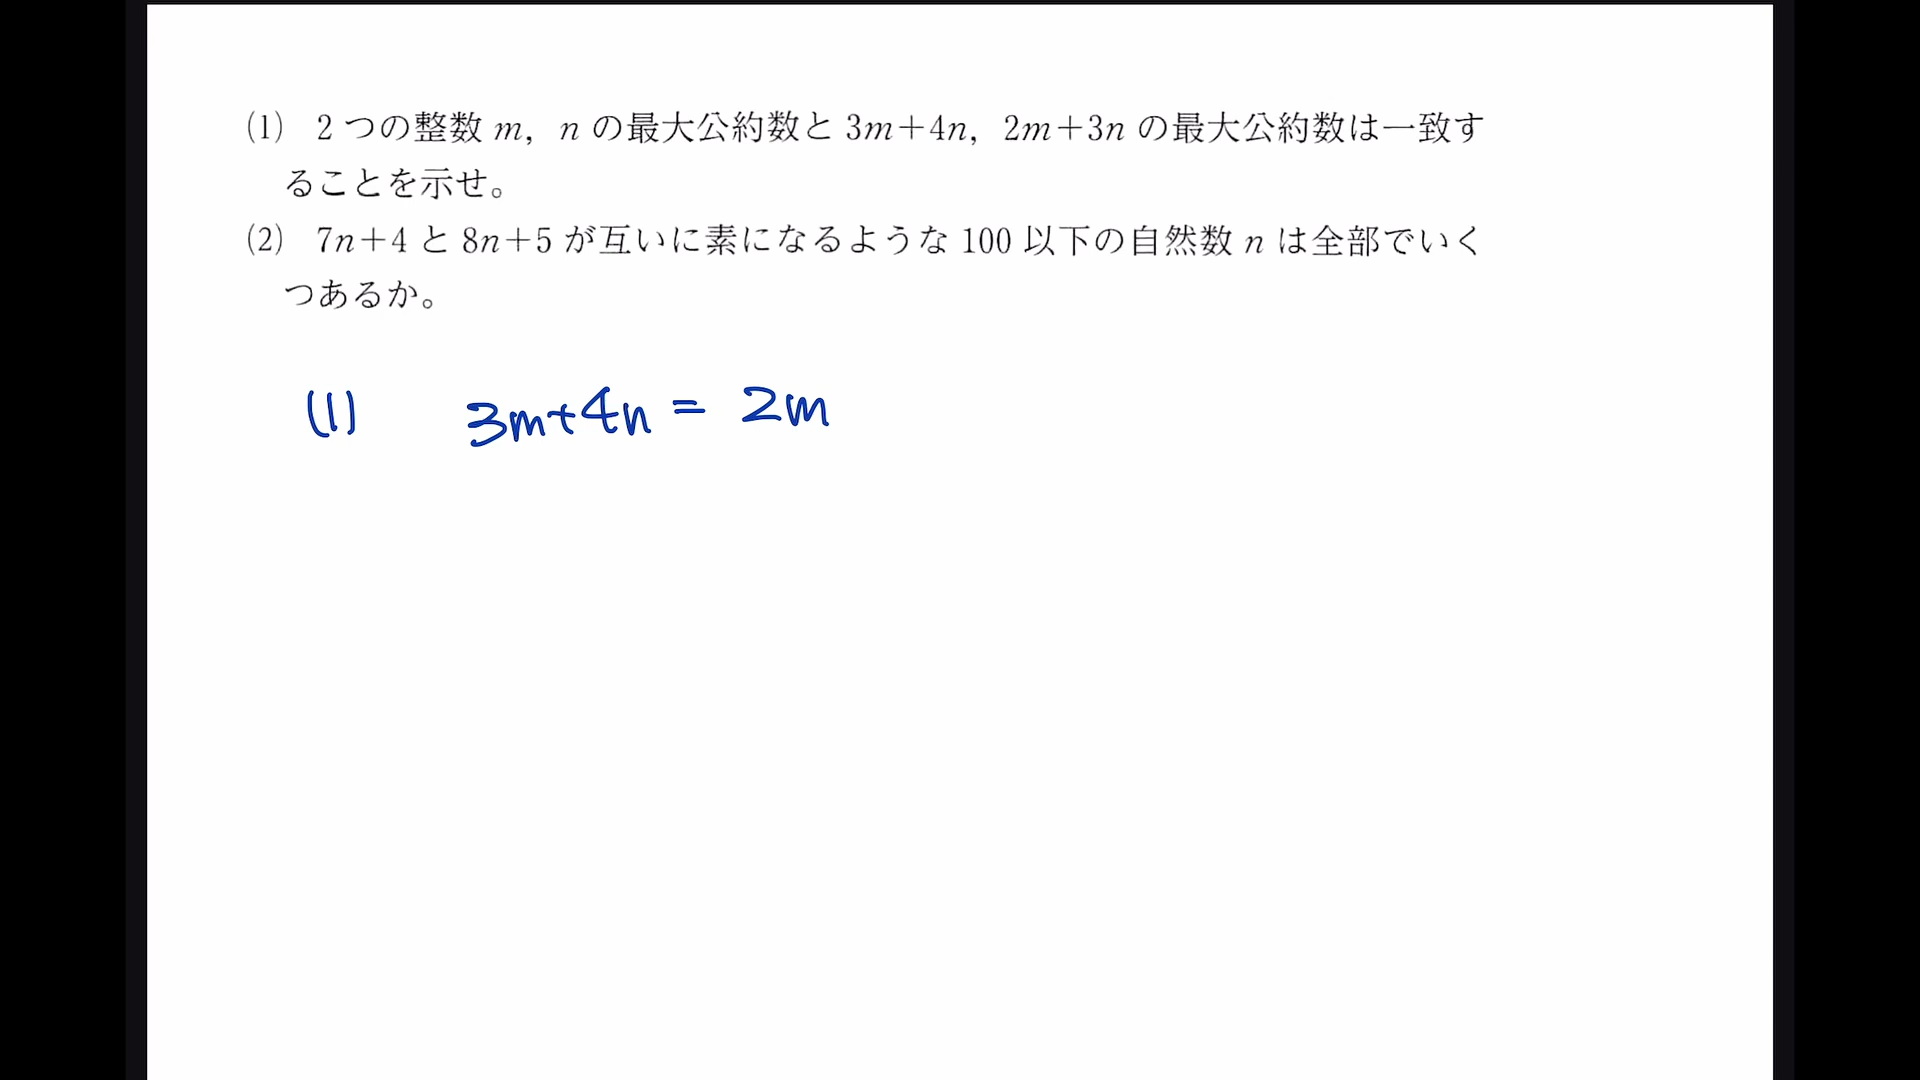 (1) 2つの整数 m, n の最大公約数と 3m+4n, 2m+3n の最大公約数は一致す
ることを示せ。
(2) 7n+4 と 8n+5 が互いに素になるような 100 以下の自然数 n は全部でいく
つあるか。
(1) 3m+4n = 2m